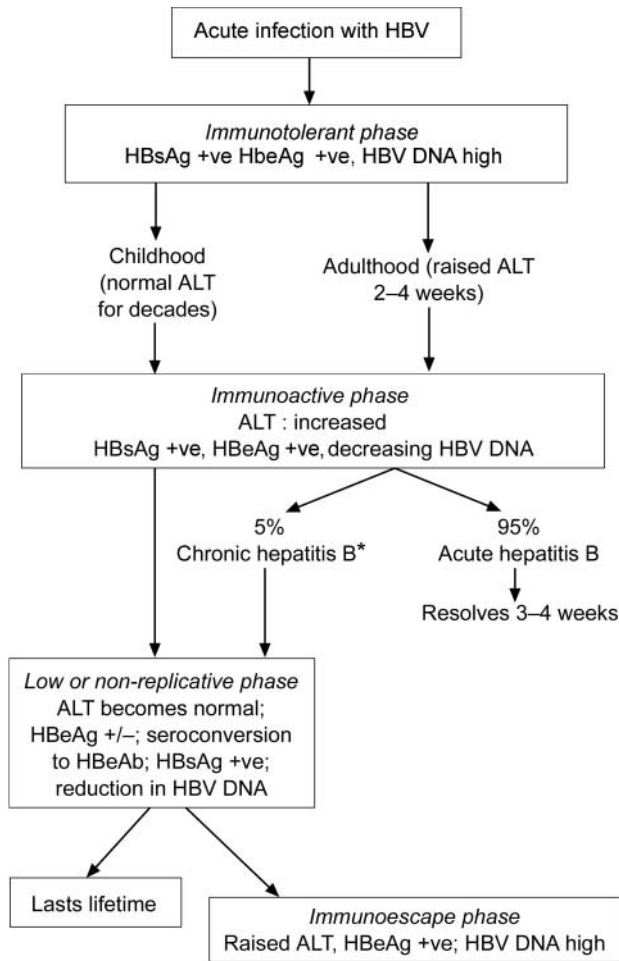 Acute infection with HBV
Immunotolerant phase
HBsAg +ve HbeAg +ve, HBV DNA high
Childhood
(normal ALT
for decades)
Adulthood (raised ALT
2–4 weeks)
Immunoactive phase
ALT : increased
HBsAg +ve, HBeAg +ve, decreasing HBV DNA
5%
Chronic hepatitis B*
95%
Acute hepatitis B
Resolves 3–4 weeks
Low or non-replicative phase
ALT becomes normal;
HBeAg +/–; seroconversion
to HBeAb; HBsAg +ve;
reduction in HBV DNA
Lasts lifetime
Immunoescape phase
Raised ALT, HBeAg +ve; HBV DNA high